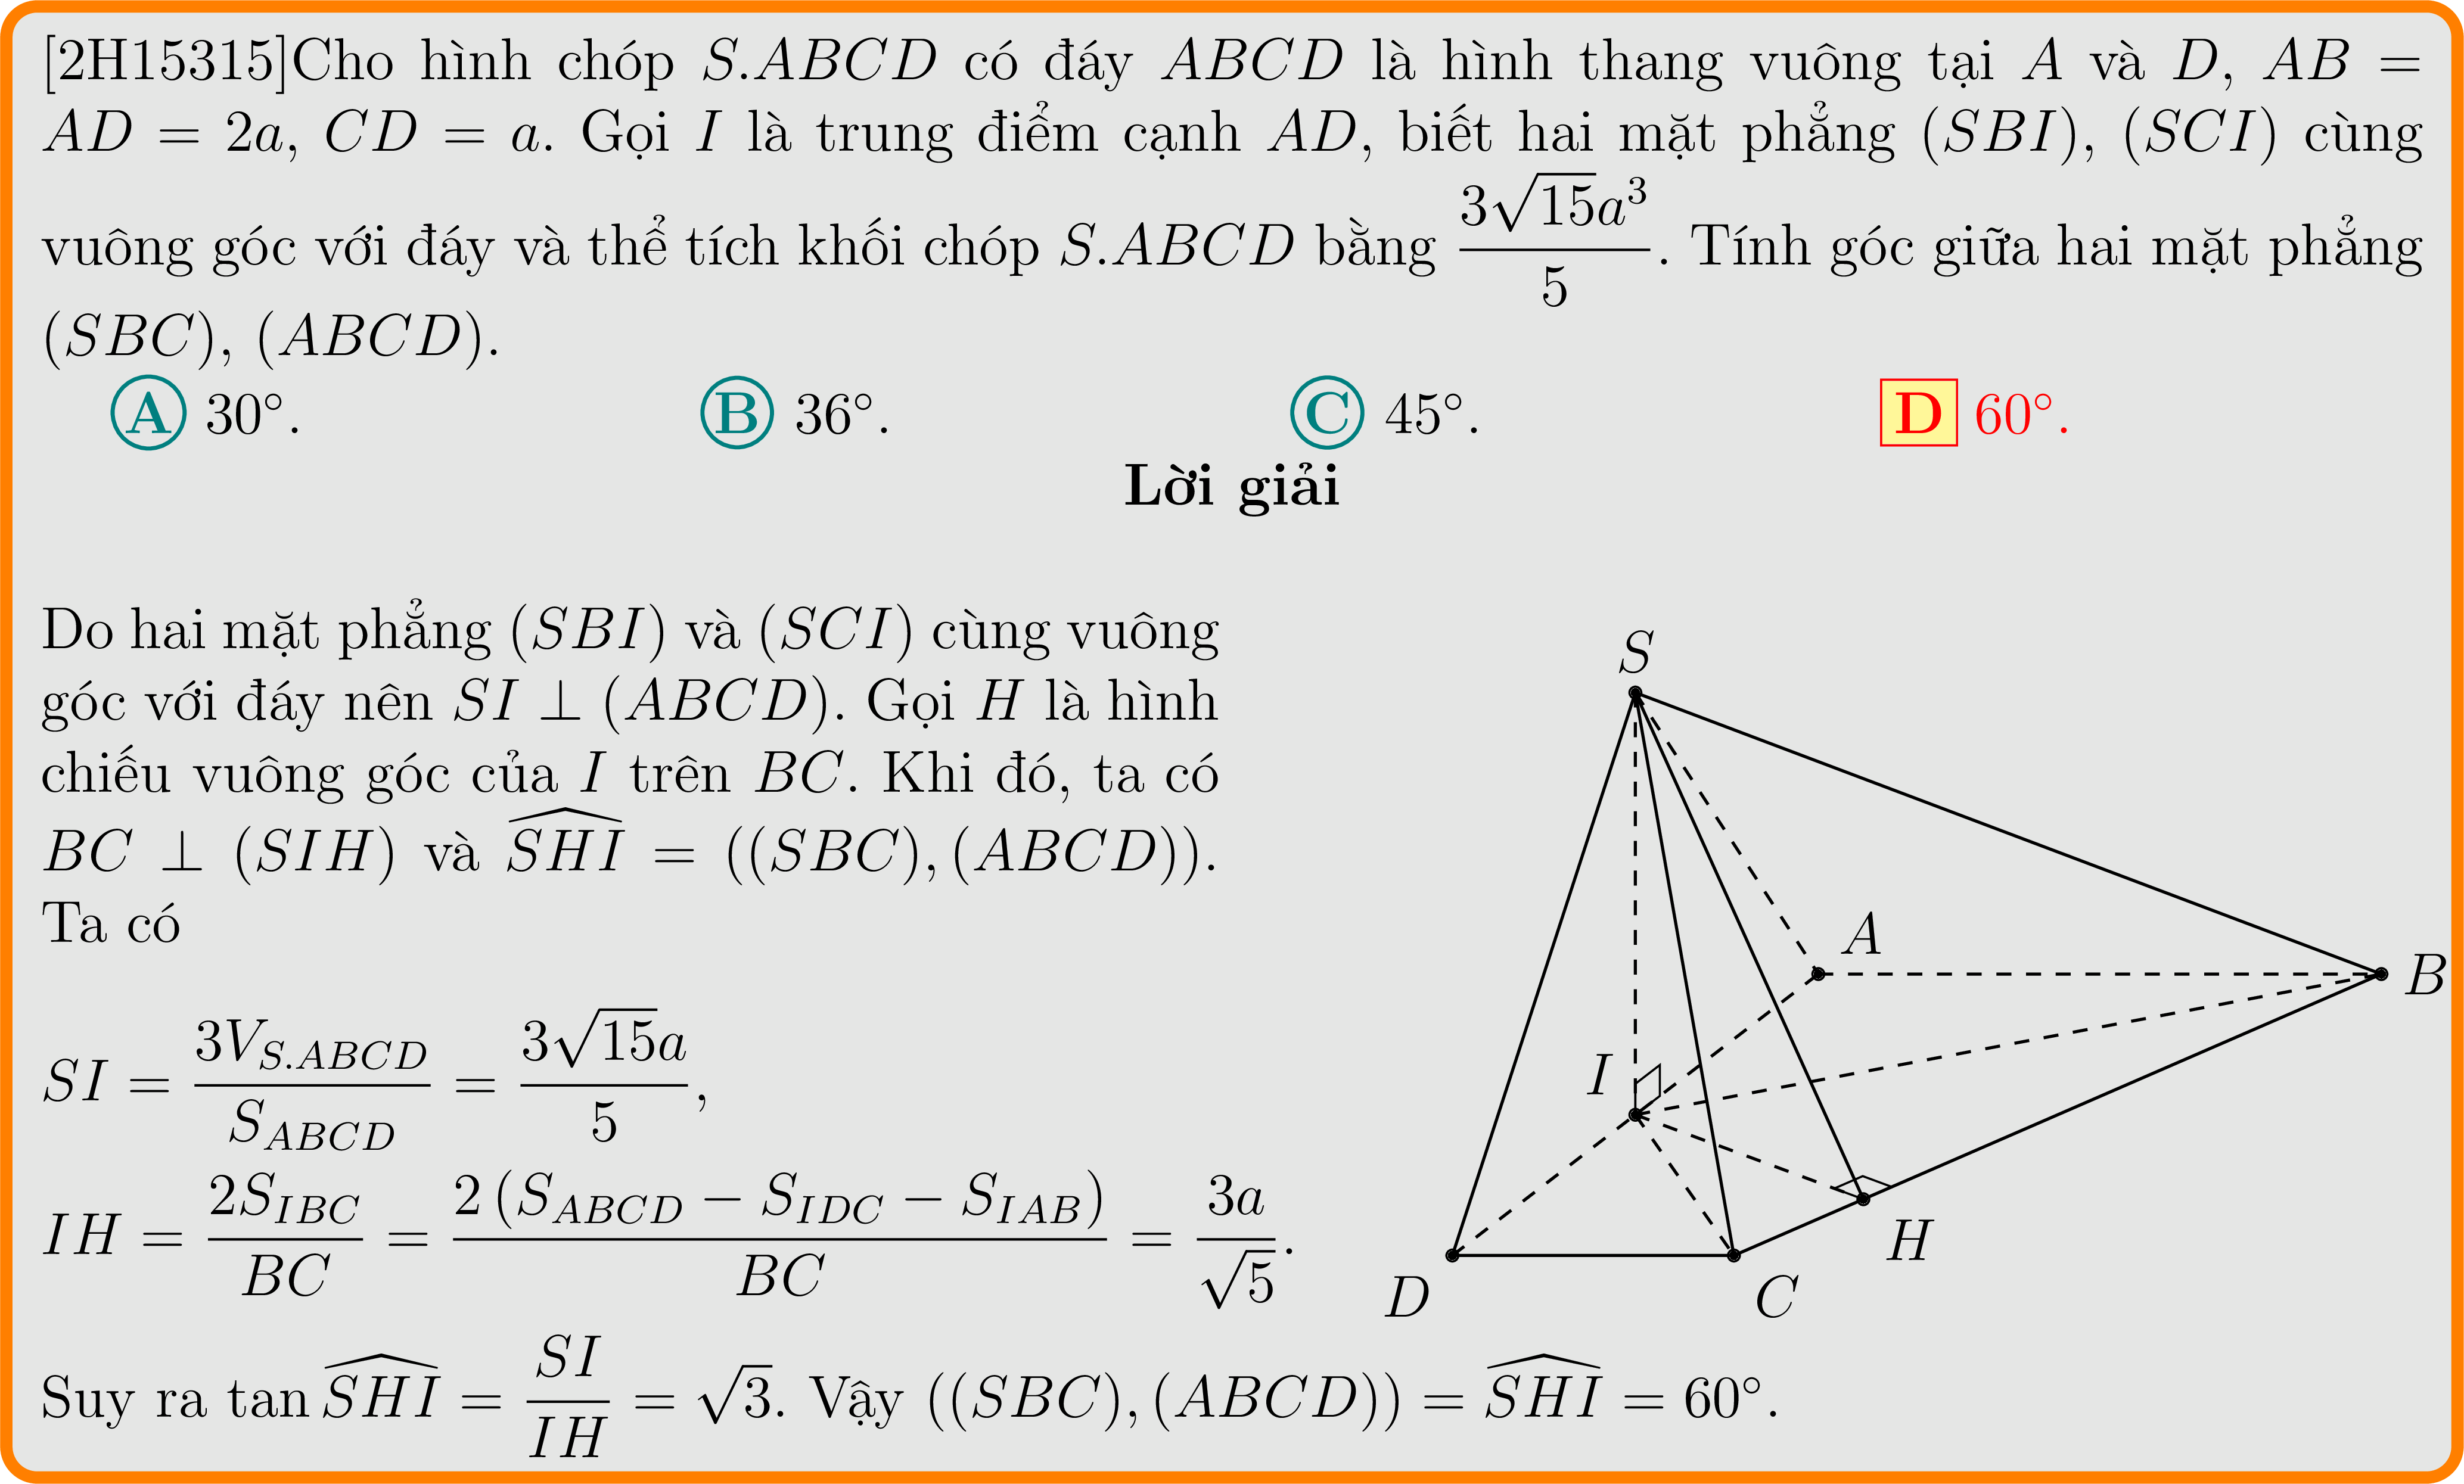 [2H15315]Cho hình chóp S.ABCD có đáy ABCD là hình thang vuông tại A và D, AB =
AD = 2a, CD = a. Gọi I là trung điểm cạnh AD, biết hai mặt phẳng (SBI), (SCI) cùng
vuông góc với đáy và thể tích khối chóp S.ABCD bằng \frac{3\sqrt{15}a^3}{5}. Tính góc giữa hai mặt phẳng
(SBC), (ABCD).
A 30°. B 36°. C 45°. D 60°.
Lời giải
Do hai mặt phẳng (SBI) và (SCI) cùng vuông
góc với đáy nên SI ⊥ (ABCD). Gọi H là hình
chiếu vuông góc của I trên BC. Khi đó, ta có
BC ⊥ (SIH) và \widehat{SHI} = ((SBC), (ABCD)).
Ta có
SI = \frac{3V_{S.ABCD}}{S_{ABCD}} = \frac{3\sqrt{15}a}{5},
IH = \frac{2S_{IBC}}{BC} = \frac{2(S_{ABCD} − S_{IDC} − S_{IAB})}{BC} = \frac{3a}{\sqrt{5}}.
Suy ra tan \widehat{SHI} = \frac{SI}{IH} = \sqrt{3}. Vậy ((SBC), (ABCD)) = \widehat{SHI} = 60°.
S
A
B
I
H
D
C